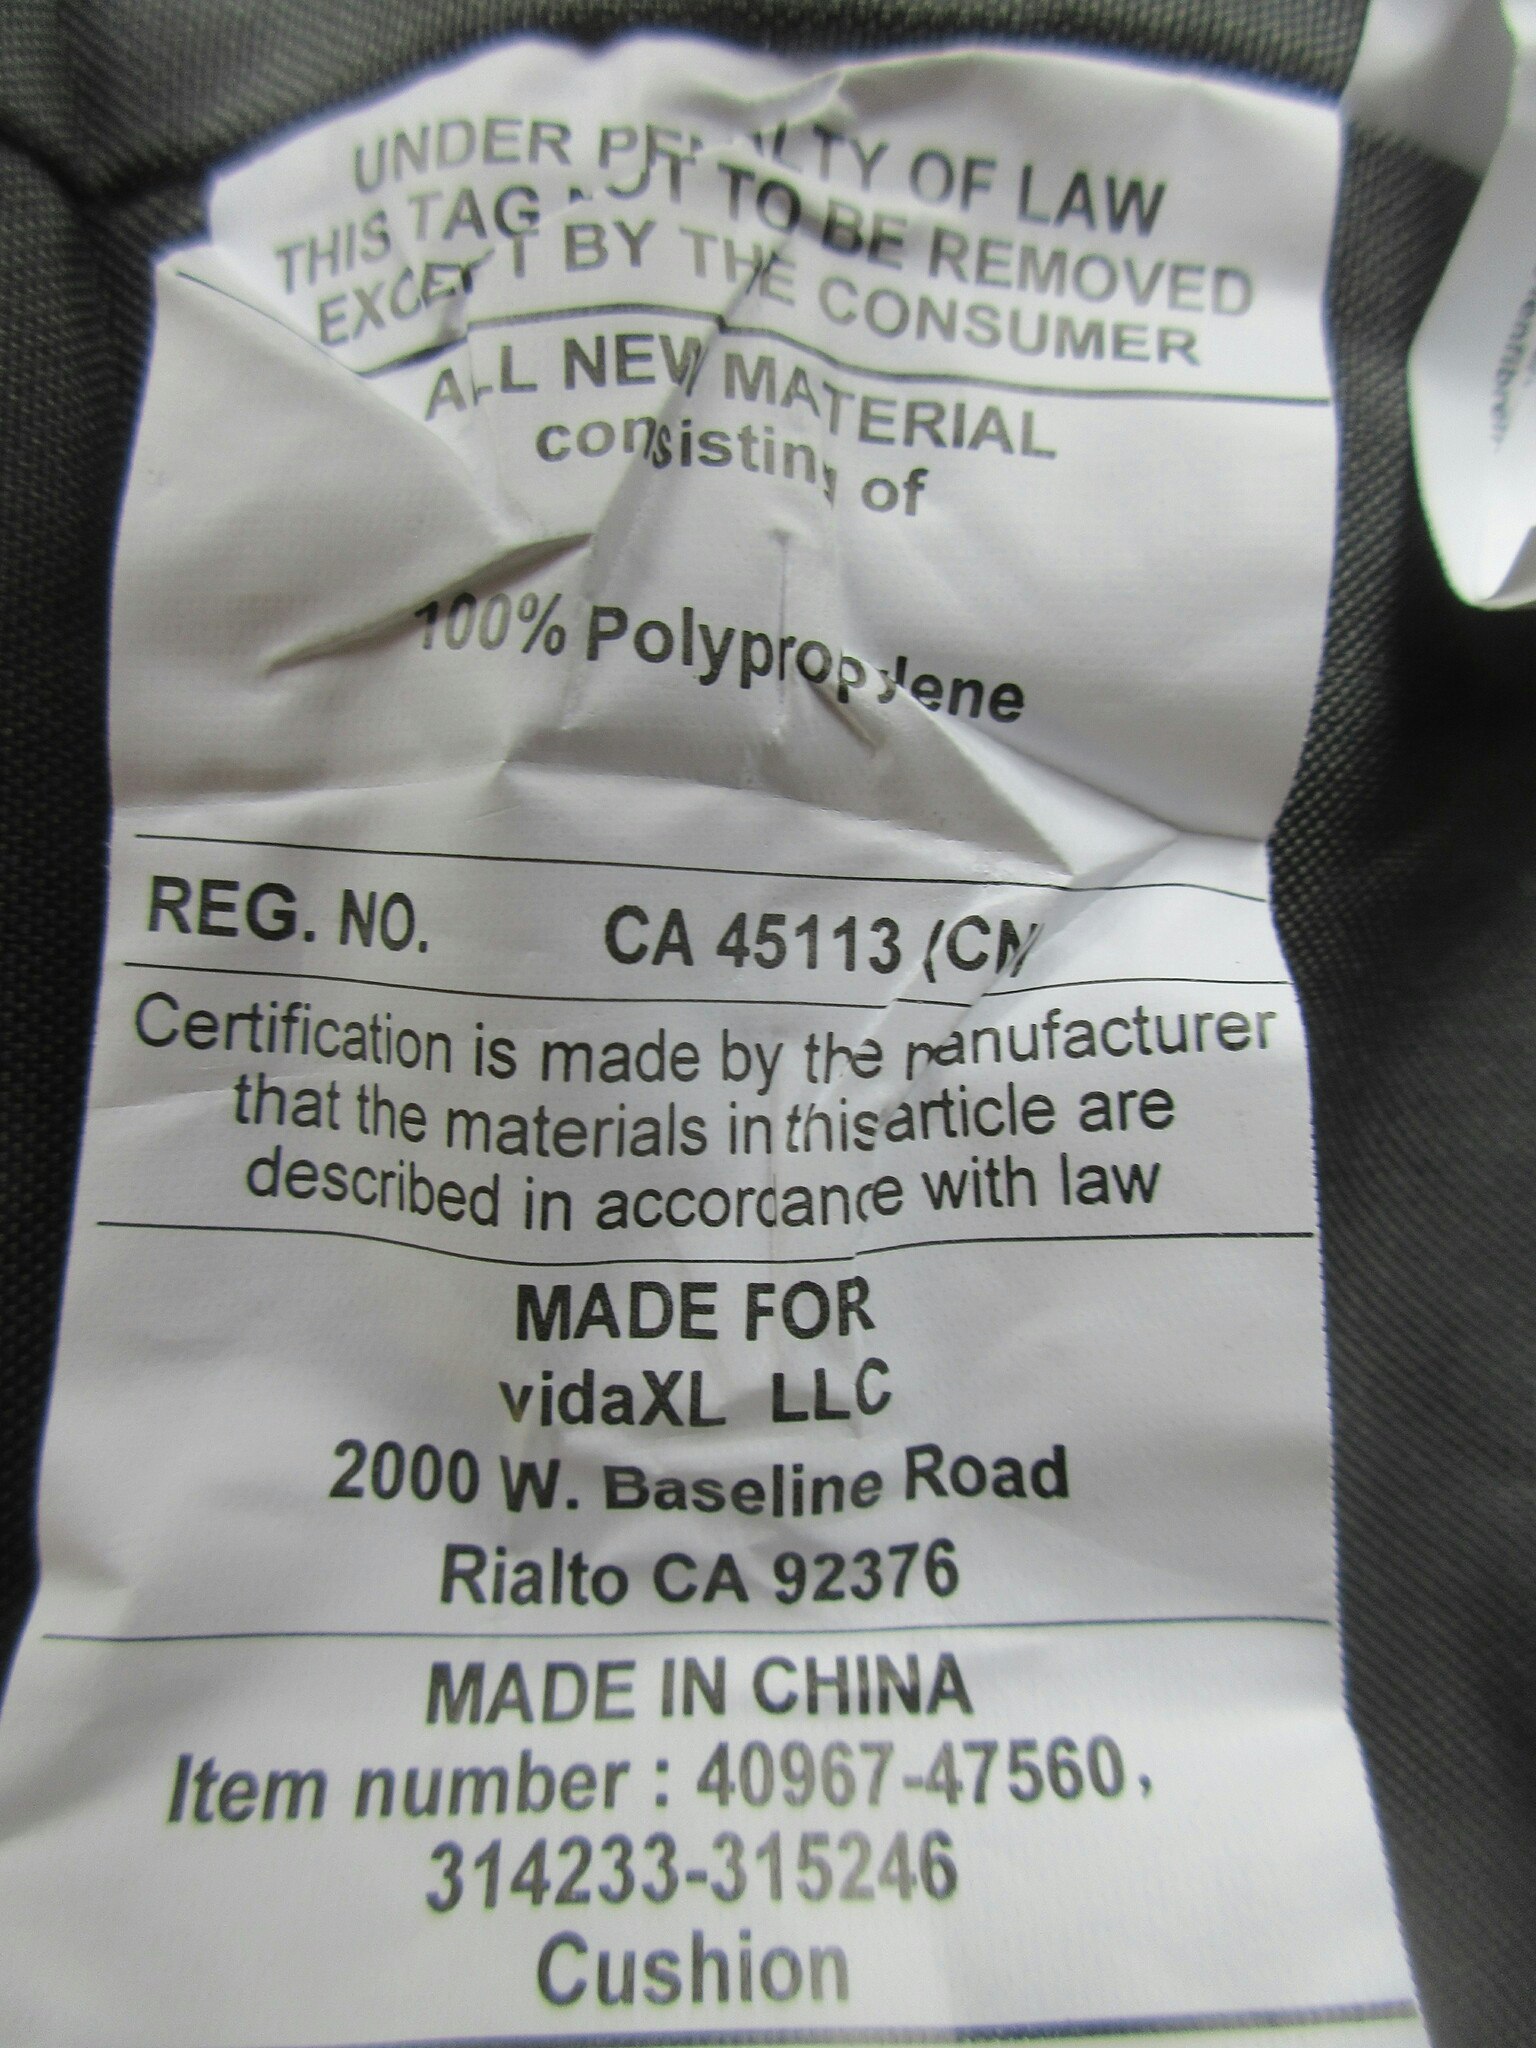 UNDER PENALTY OF LAW
THIS TAG NOT TO BE REMOVED
EXCEPT BY THE CONSUMER
ALL NEW MATERIAL
consisting of
100% Polypropylene
REG. NO. CA 45113 (CN
Certification is made by the manufacturer
that the materials in this article are
described in accordance with law
MADE FOR
vidaXL LLC
2000 W. Baseline Road
Rialto CA 92376
MADE IN CHINA
Item number : 40967-47560,
314233-315246
Cushion